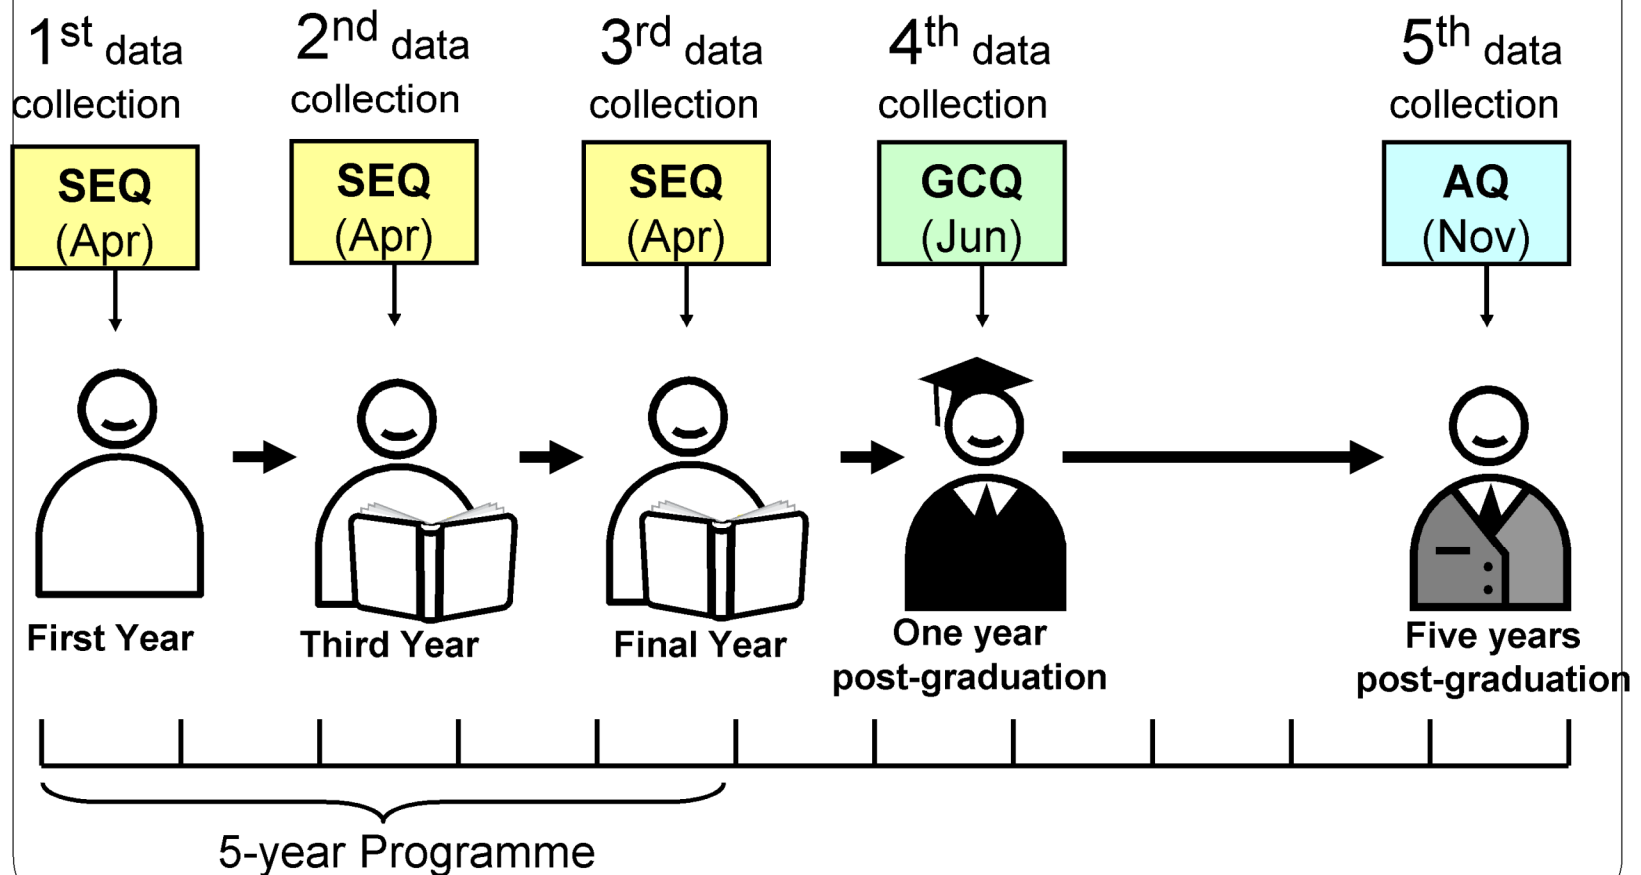 1st data
collection
2nd data
collection
3rd data
collection
4th data
collection
5th data
collection
SEQ
(Apr)
SEQ
(Apr)
SEQ
(Apr)
GCQ
(Jun)
AQ
(Nov)
First Year
Third Year
Final Year
One year
post-graduation
Five years
post-graduation
5-year Programme